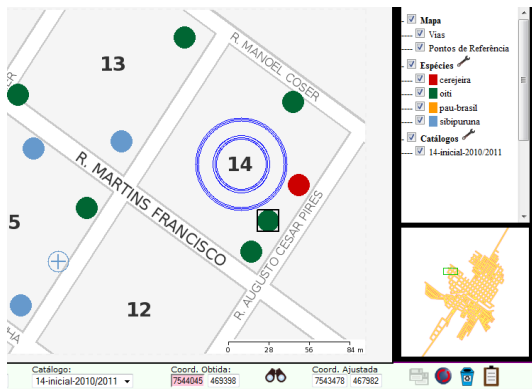 R. MANOEL COSER
13
14
R. MARTINS FRANCISCO
5
R. AUGUSTO CESAR PIRES
12
0 28 56 84 m
Mapa
Vias
Pontos de Referência
Espécies
cerejeira
oiti
pau-brasil
sibipuruna
Catálogos
14-inicial-2010/2011
Catálogo:
14-inicial-2010/2011
Coord. Obtida:
7544045 469398
Coord. Ajustada
7543478 467982